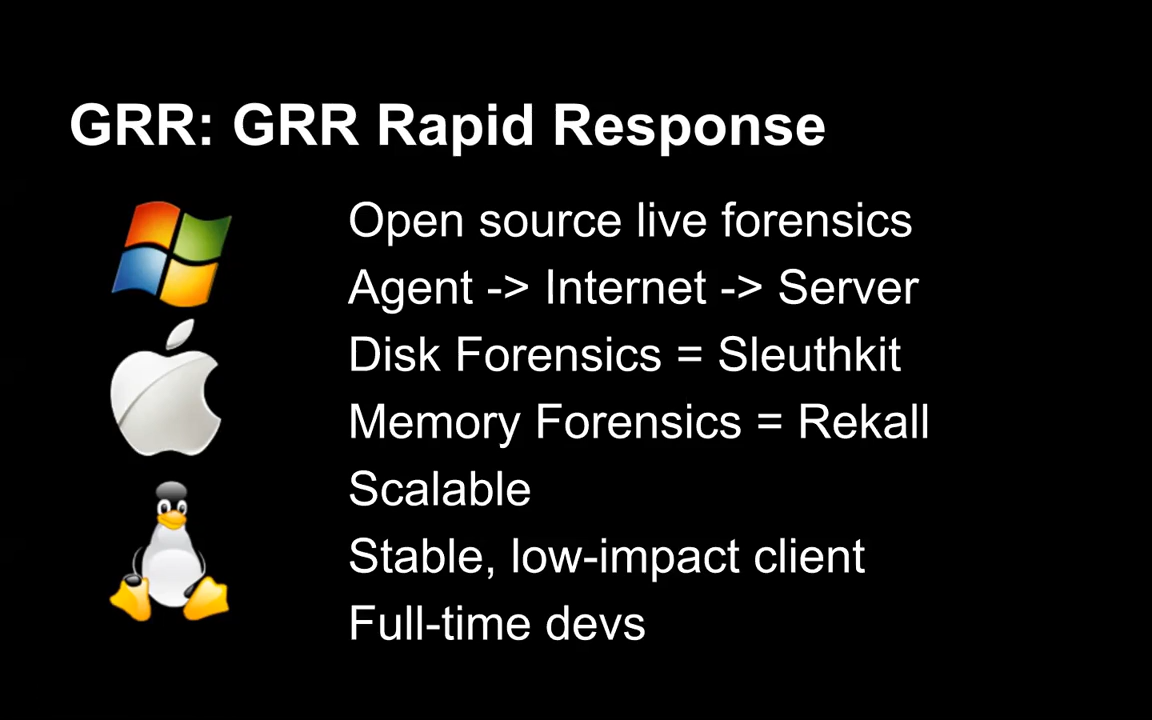 GRR: GRR Rapid Response
Open source live forensics
Agent -> Internet -> Server
Disk Forensics = Sleuthkit
Memory Forensics = Rekall
Scalable
Stable, low-impact client
Full-time devs